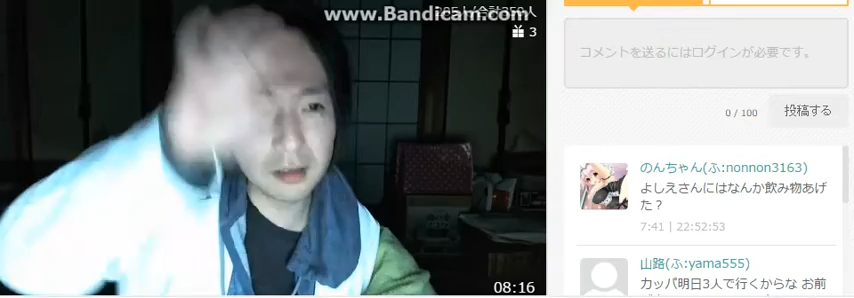 www.Bandicam.com
3
08:16
コメントを送るにはログインが必要です。
0 / 100
投稿する
のんちゃん(ふ:nonnon3163)
よしえさんにはなんか飲み物あげ
た?
7:41 | 22:52:53
山路(ふ:yama555)
カッパ明日3人で行くからな お前